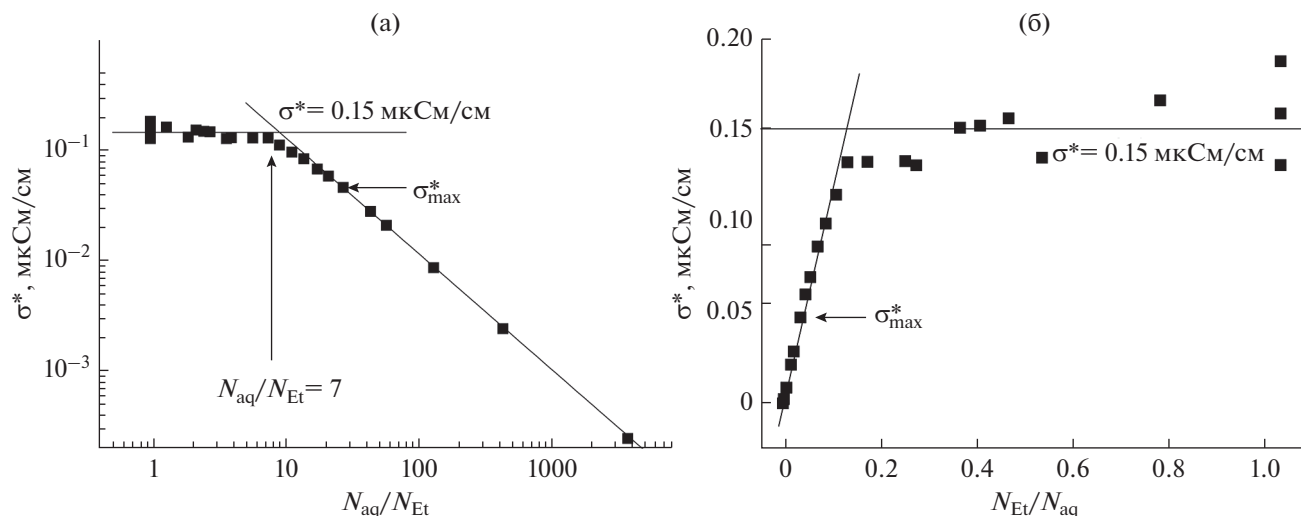 (а)
σ* = 0.15 мкСм/см
10⁻¹
10⁻²
10⁻³
σ*, мкСм/см
σ*max
Naq/NEt = 7
1
10
100
1000
Naq/NEt
(б)
0.20
0.15
0.10
0.05
0
σ*, мкСм/см
σ* = 0.15 мкСм/см
σ*max
0
0.2
0.4
0.6
0.8
1.0
NEt/Naq